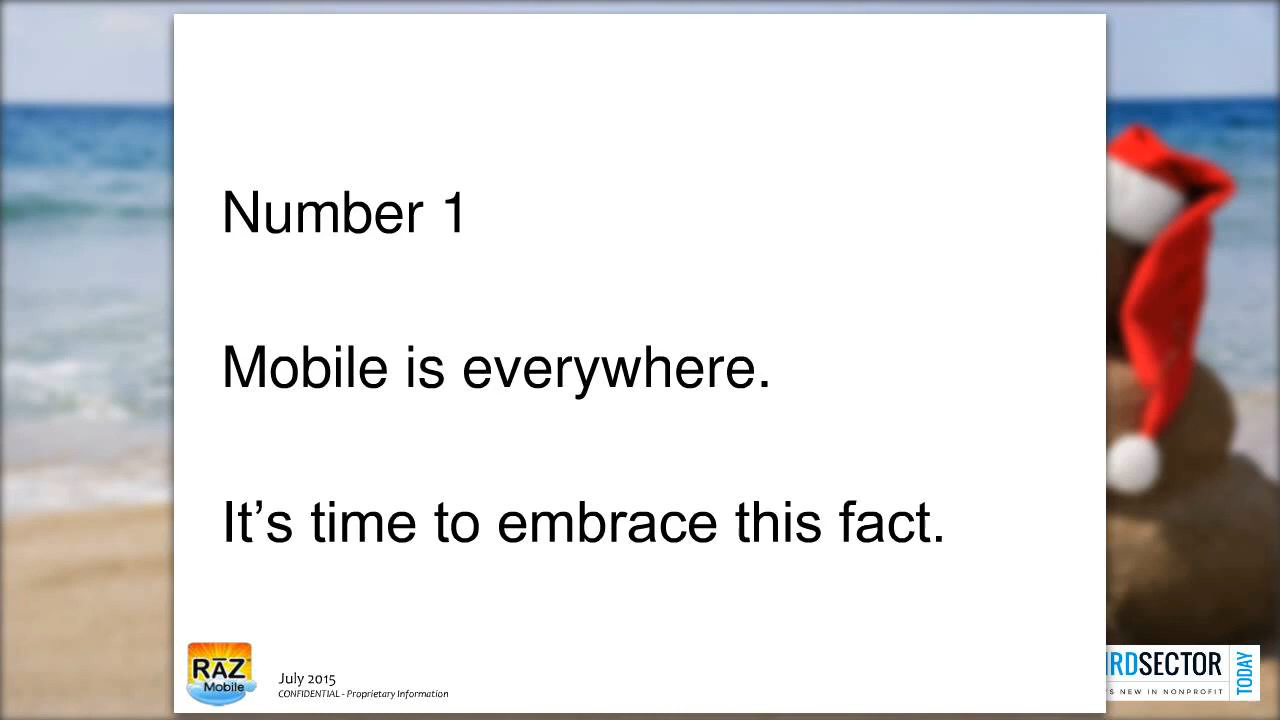 Number 1
Mobile is everywhere.
It’s time to embrace this fact.
RAZ
Mobile
July 2015
CONFIDENTIAL - Proprietary Information
IRDSECTOR
TODAY
'S NEW IN NONPROFIT